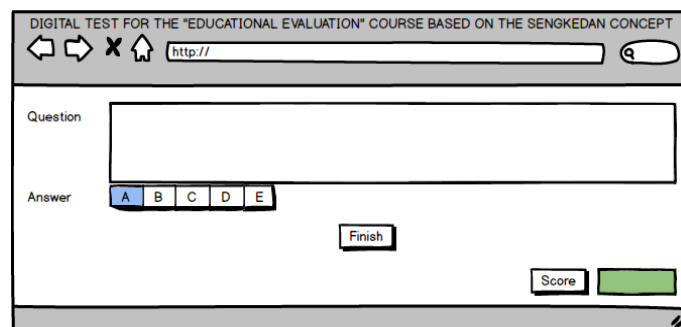 DIGITAL TEST FOR THE "EDUCATIONAL EVALUATION" COURSE BASED ON THE SENGKEDAN CONCEPT
http://
Question
Answer A B C D E
Finish
Score